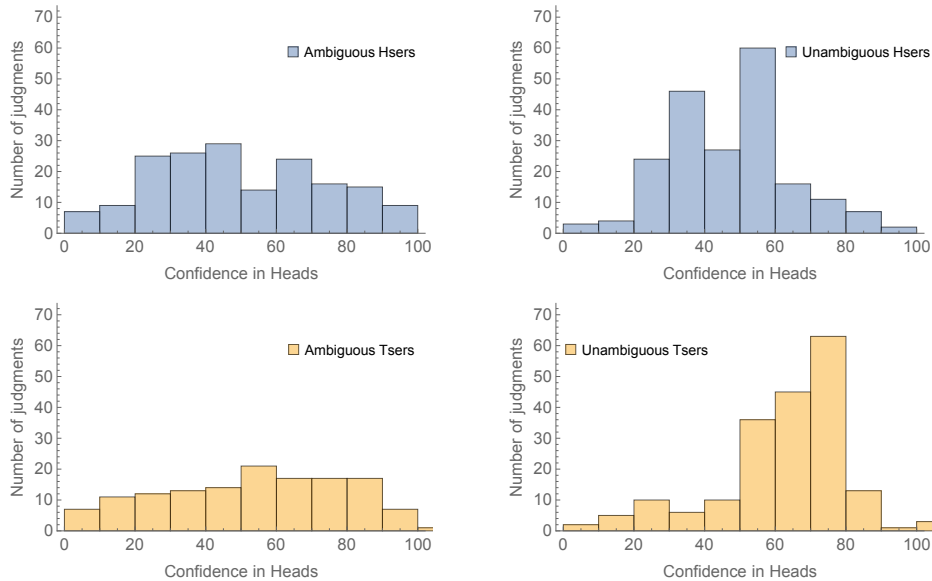 70
60
50
40
30
20
10
0
Number of judgments
Ambiguous Hsers
0 20 40 60 80 100
Confidence in Heads
70
60
50
40
30
20
10
0
Number of judgments
Unambiguous Hsers
0 20 40 60 80 100
Confidence in Heads
70
60
50
40
30
20
10
0
Number of judgments
Ambiguous Tsers
0 20 40 60 80 100
Confidence in Heads
70
60
50
40
30
20
10
0
Number of judgments
Unambiguous Tsers
0 20 40 60 80 100
Confidence in Heads